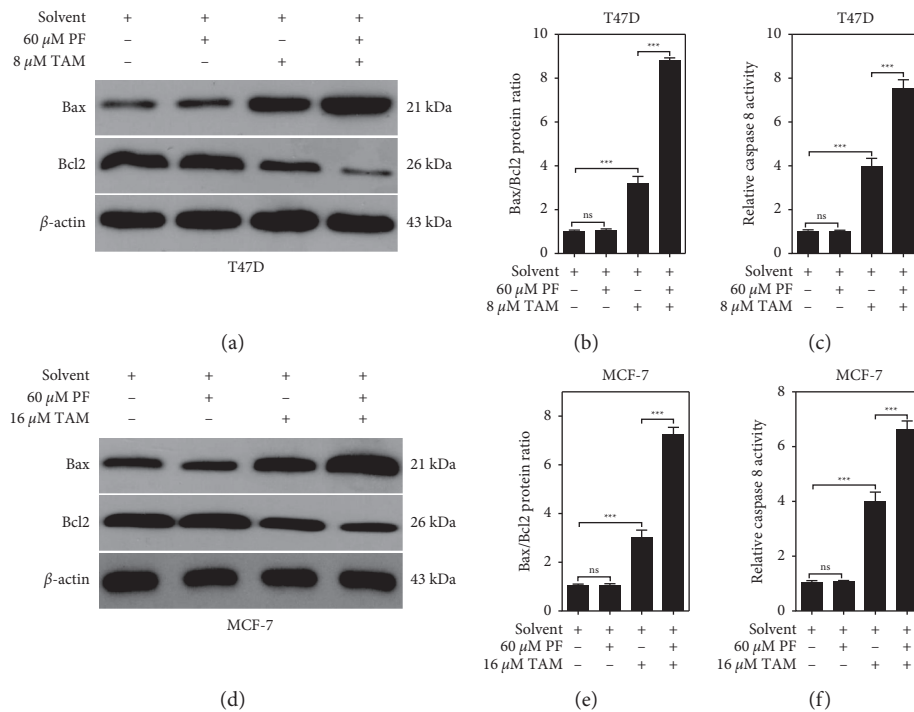 Solvent + + + +
60 μM PF – + – +
8 μM TAM – – + +
Bax 21 kDa
Bcl2 26 kDa
β-actin 43 kDa
T47D
(a)
T47D
Bax/Bcl2 protein ratio
10
8
6
4
2
0
ns
***
***
Solvent + + + +
60 μM PF – + – +
8 μM TAM – – + +
(b)
T47D
Relative caspase 8 activity
10
8
6
4
2
0
ns
***
***
Solvent + + + +
60 μM PF – + – +
8 μM TAM – – + +
(c)
Solvent + + + +
60 μM PF – + – +
16 μM TAM – – + +
Bax 21 kDa
Bcl2 26 kDa
β-actin 43 kDa
MCF-7
(d)
MCF-7
Bax/Bcl2 protein ratio
8
6
4
2
0
ns
***
***
Solvent + + + +
60 μM PF – + – +
16 μM TAM – – + +
(e)
MCF-7
Relative caspase 8 activity
8
6
4
2
0
ns
***
***
Solvent + + + +
60 μM PF – + – +
16 μM TAM – – + +
(f)